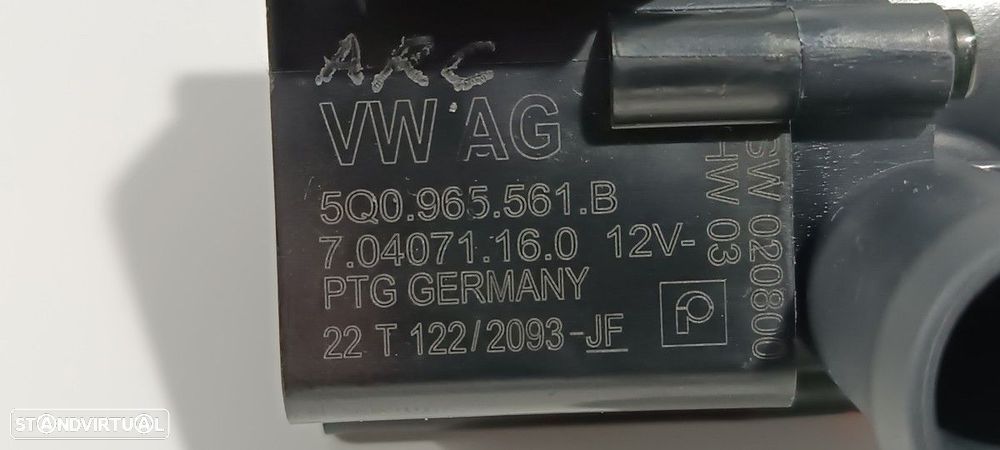 ARC
VW AG
5Q0.965.561.B
7.04071.16.0 12V-
PTG GERMANY
22 T 122/2093-JF
SW 020800
HW 03
STANDVIRTUAL